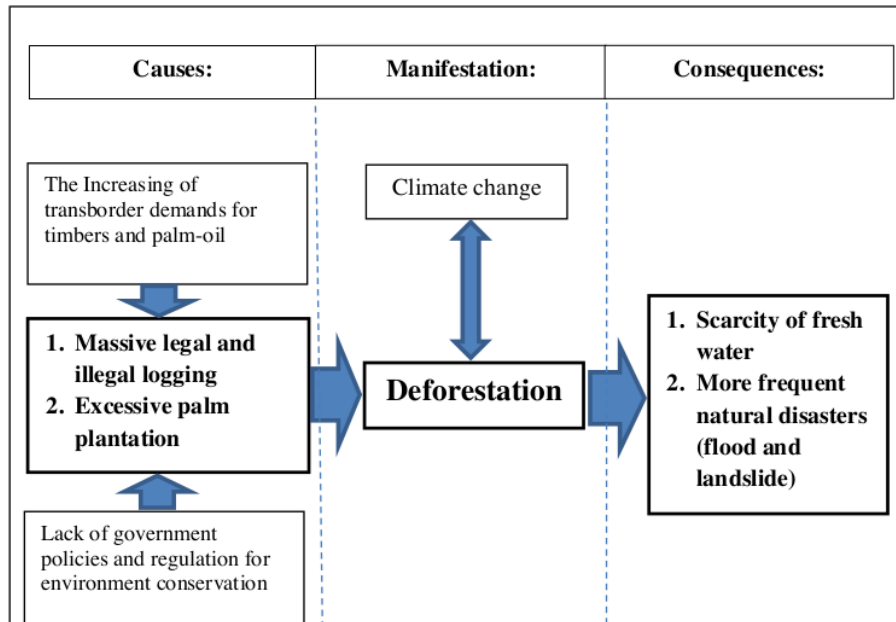 Causes:
Manifestation:
Consequences:
The Increasing of
transborder demands for
timbers and palm-oil
Climate change
1. Massive legal and
illegal logging
2. Excessive palm
plantation
Deforestation
1. Scarcity of fresh
water
2. More frequent
natural disasters
(flood and
landslide)
Lack of government
policies and regulation for
environment conservation